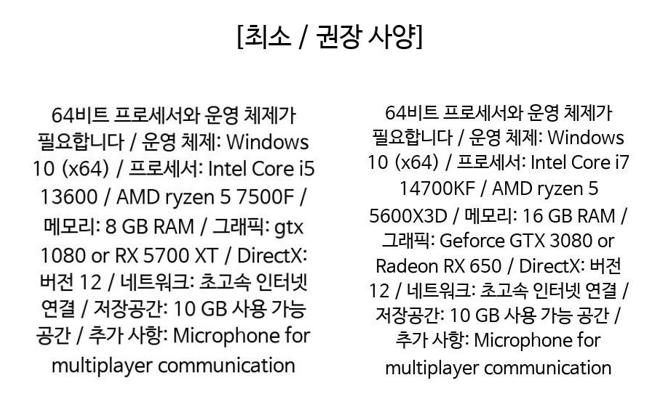 [최소 / 권장 사양]
64비트 프로세서와 운영 체제가
필요합니다 / 운영 체제: Windows
10 (x64) / 프로세서: Intel Core i5
13600 / AMD ryzen 5 7500F /
메모리: 8 GB RAM / 그래픽: gtx
1080 or RX 5700 XT / DirectX:
버전 12 / 네트워크: 초고속 인터넷
연결 / 저장공간: 10 GB 사용 가능
공간 / 추가 사항: Microphone for
multiplayer communication
64비트 프로세서와 운영 체제가
필요합니다 / 운영 체제: Windows
10 (x64) / 프로세서: Intel Core i7
14700KF / AMD ryzen 5
5600X3D / 메모리: 16 GB RAM /
그래픽: Geforce GTX 3080 or
Radeon RX 650 / DirectX: 버전
12 / 네트워크: 초고속 인터넷 연결 /
저장공간: 10 GB 사용 가능 공간 /
추가 사항: Microphone for
multiplayer communication